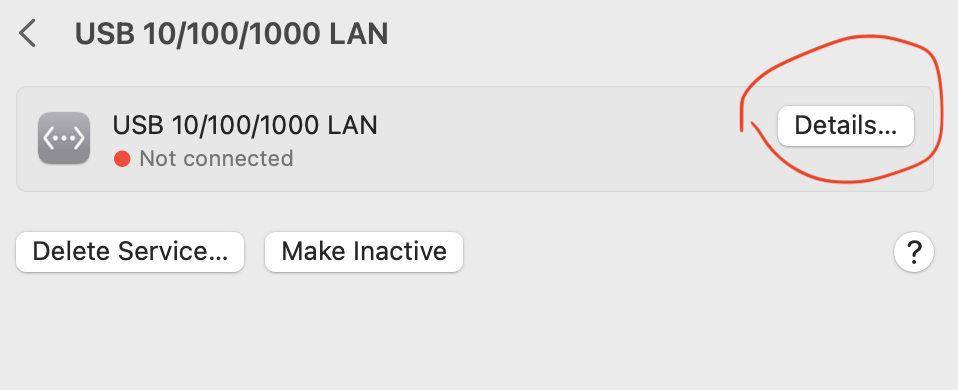 USB 10/100/1000 LAN
USB 10/100/1000 LAN
Not connected
Details...
Delete Service...
Make Inactive
?